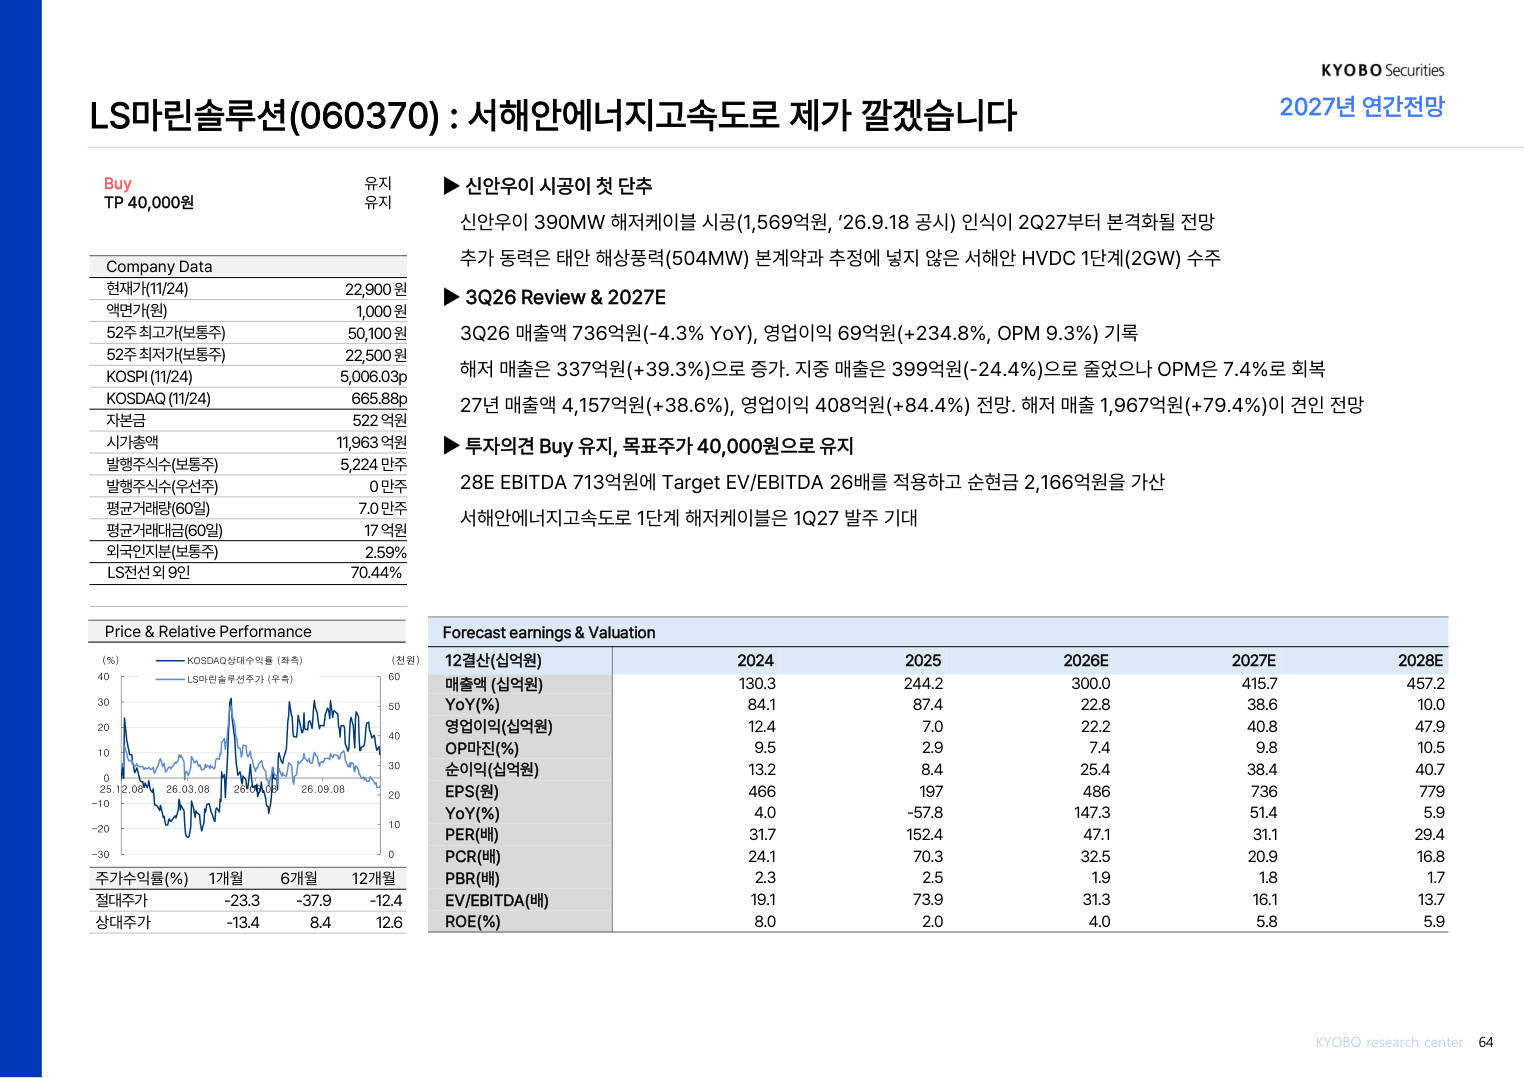 KYOBO Securities
LS마린솔루션(060370) : 서해안에너지고속도로 제가 깔겠습니다
2027년 연간전망
Buy 유지
TP 40,000원 유지
Company Data
현재가(11/24) 22,900 원
액면가(원) 1,000 원
52주 최고가(보통주) 50,100 원
52주 최저가(보통주) 22,500 원
KOSPI (11/24) 5,006.03p
KOSDAQ (11/24) 665.88p
자본금 522 억원
시가총액 11,963 억원
발행주식수(보통주) 5,224 만주
발행주식수(우선주) 0 만주
평균거래량(60일) 7.0 만주
평균거래대금(60일) 17 억원
외국인지분(보통주) 2.59%
LS전선 외 9인 70.44%
Price & Relative Performance
(%) KOSDAQ상대수익률 (좌측) (천원)
LS마린솔루션주가 (우측)
40 60
30 50
20 40
10 30
0 20
-10 10
-20 0
-30
25.12.08 26.03.08 26.06.08 26.09.08
주가수익률(%) 1개월 6개월 12개월
절대주가 -23.3 -37.9 -12.4
상대주가 -13.4 8.4 12.6
▶ 신안우이 시공이 첫 단추
신안우이 390MW 해저케이블 시공(1,569억원, ’26.9.18 공시) 인식이 2Q27부터 본격화될 전망
추가 동력은 태안 해상풍력(504MW) 본계약과 추정에 넣지 않은 서해안 HVDC 1단계(2GW) 수주
▶ 3Q26 Review & 2027E
3Q26 매출액 736억원(-4.3% YoY), 영업이익 69억원(+234.8%, OPM 9.3%) 기록
해저 매출은 337억원(+39.3%)으로 증가. 지중 매출은 399억원(-24.4%)으로 줄었으나 OPM은 7.4%로 회복
27년 매출액 4,157억원(+38.6%), 영업이익 408억원(+84.4%) 전망. 해저 매출 1,967억원(+79.4%)이 견인 전망
▶ 투자의견 Buy 유지, 목표주가 40,000원으로 유지
28E EBITDA 713억원에 Target EV/EBITDA 26배를 적용하고 순현금 2,166억원을 가산
서해안에너지고속도로 1단계 해저케이블은 1Q27 발주 기대
Forecast earnings & Valuation
12결산(십억원) 2024 2025 2026E 2027E 2028E
매출액 (십억원) 130.3 244.2 300.0 415.7 457.2
YoY(%) 84.1 87.4 22.8 38.6 10.0
영업이익(십억원) 12.4 7.0 22.2 40.8 47.9
OP마진(%) 9.5 2.9 7.4 9.8 10.5
순이익(십억원) 13.2 8.4 25.4 38.4 40.7
EPS(원) 466 197 486 736 779
YoY(%) 4.0 -57.8 147.3 51.4 5.9
PER(배) 31.7 152.4 47.1 31.1 29.4
PCR(배) 24.1 70.3 32.5 20.9 16.8
PBR(배) 2.3 2.5 1.9 1.8 1.7
EV/EBITDA(배) 19.1 73.9 31.3 16.1 13.7
ROE(%) 8.0 2.0 4.0 5.8 5.9
KYOBO research center 64